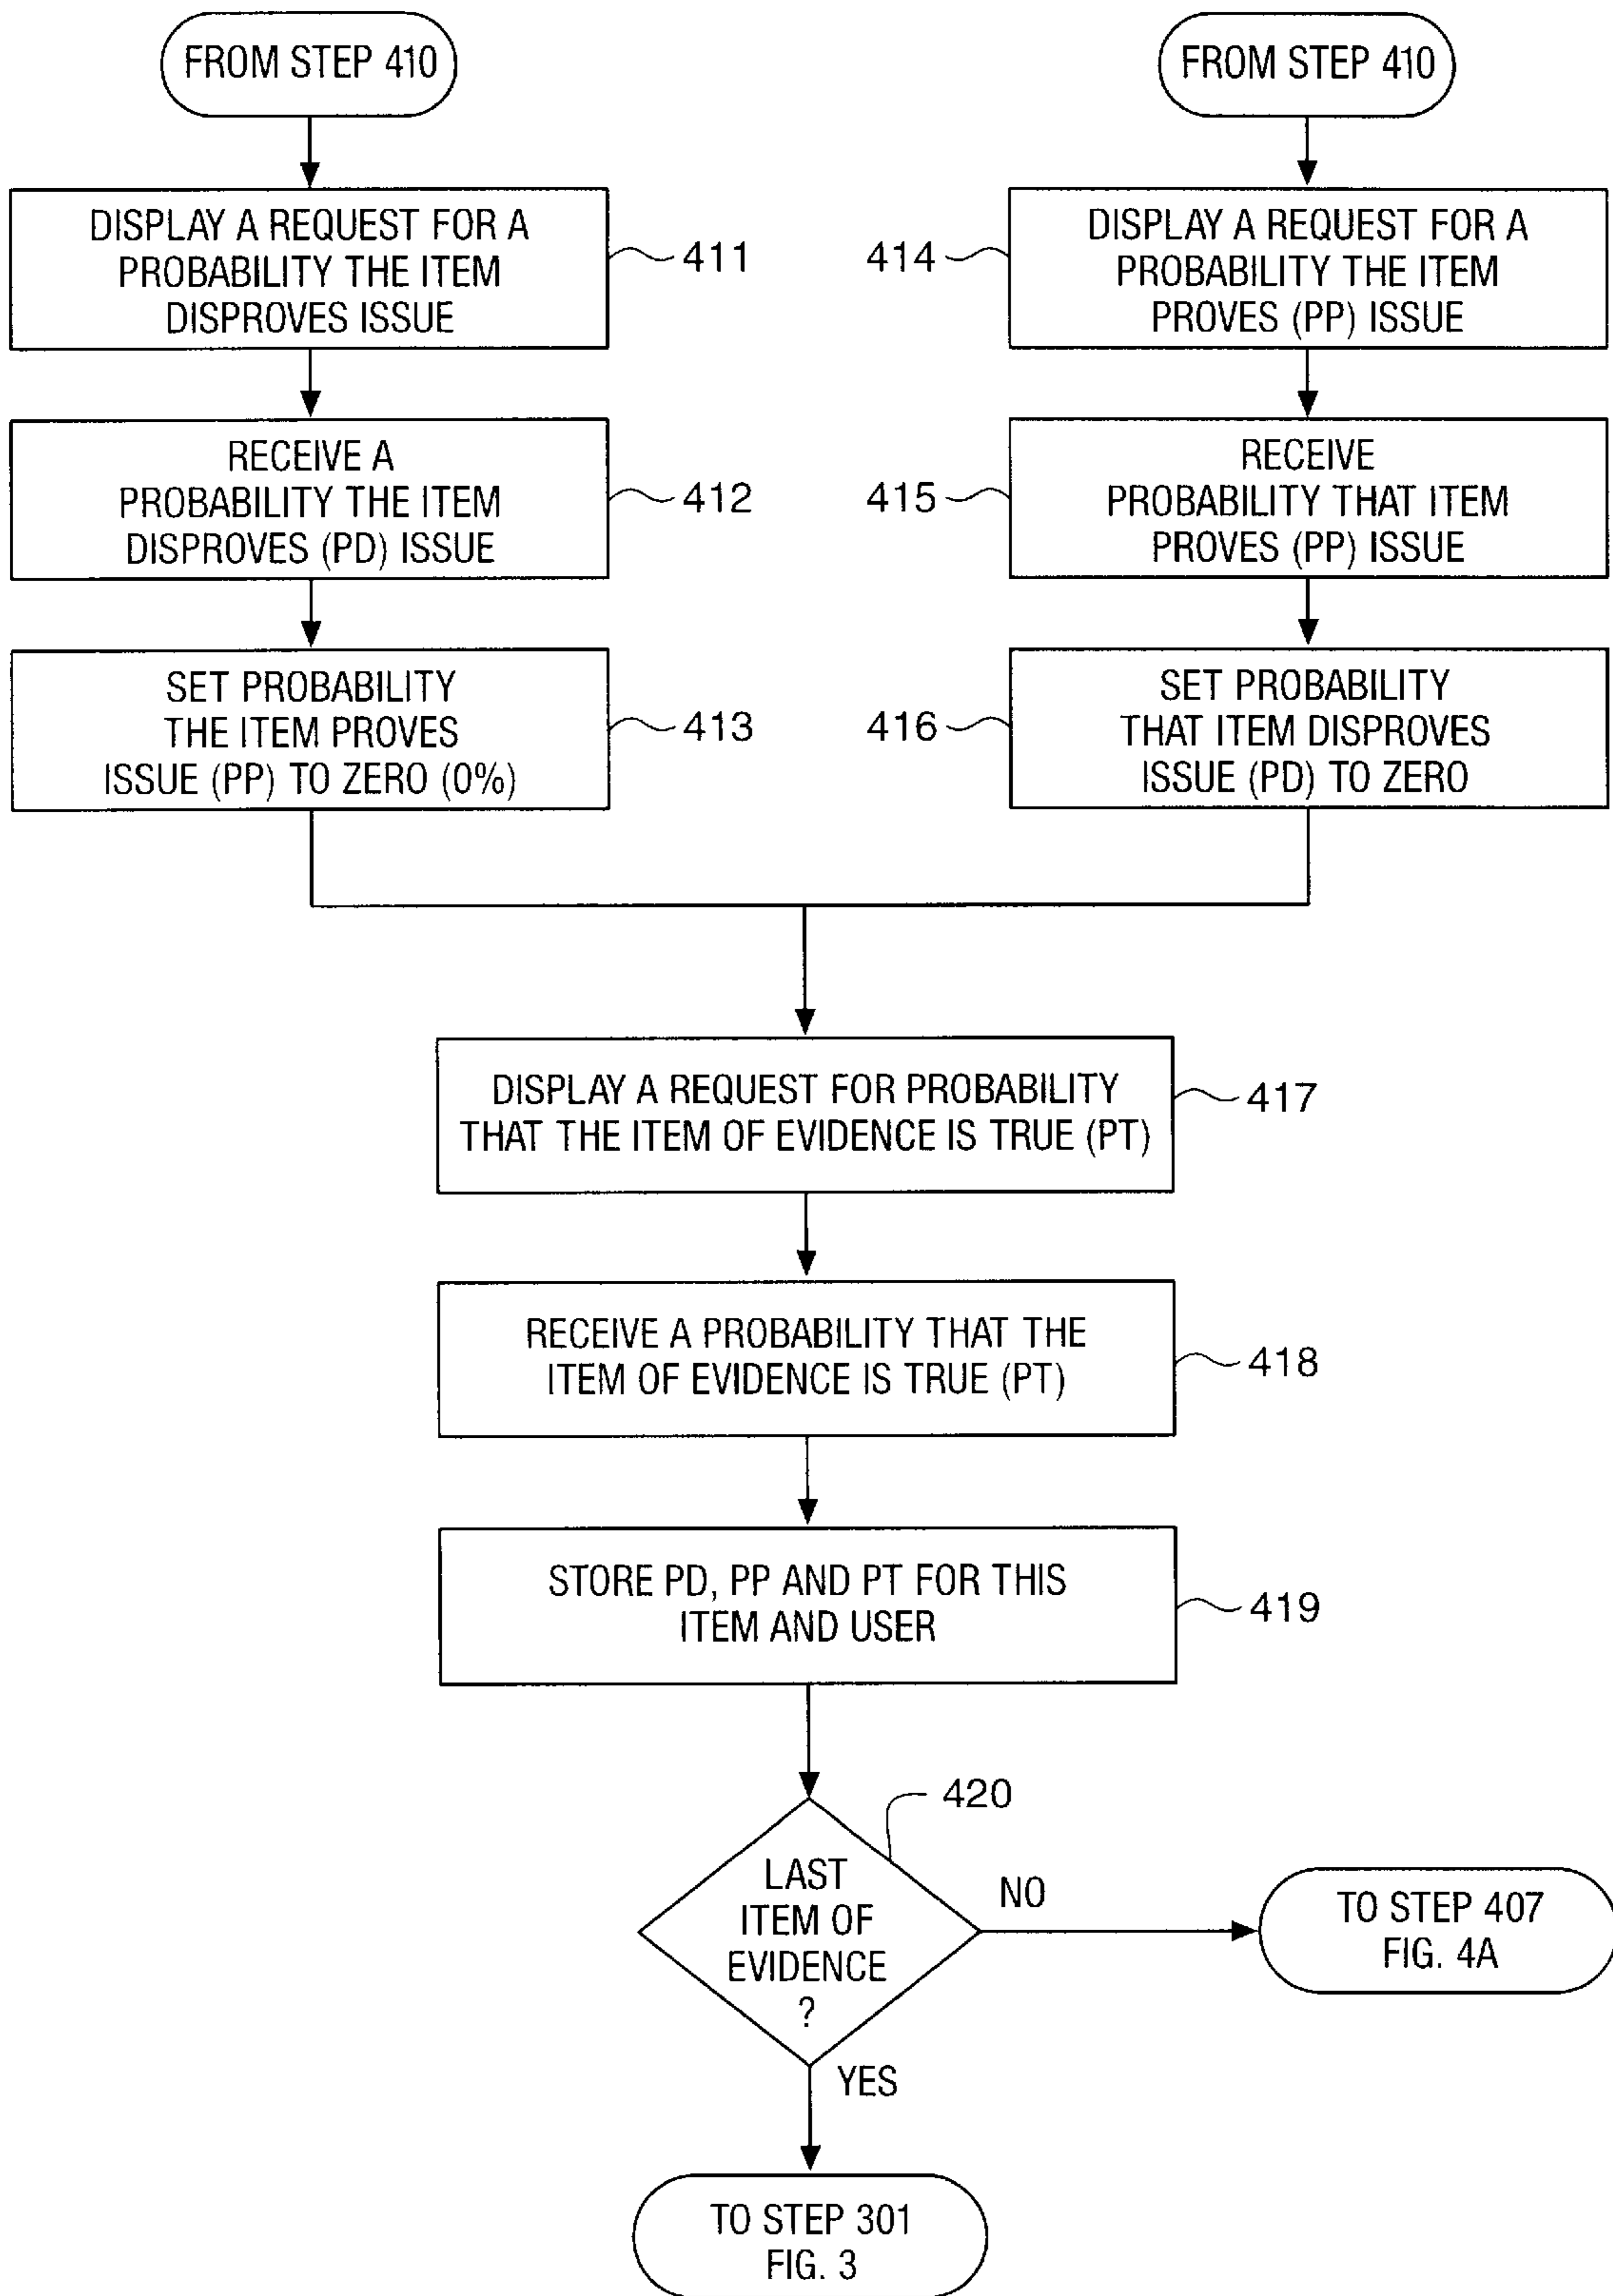 FROM STEP 410
DISPLAY A REQUEST FOR A
PROBABILITY THE ITEM
DISPROVES ISSUE
411
RECEIVE A
PROBABILITY THE ITEM
DISPROVES (PD) ISSUE
412
SET PROBABILITY
THE ITEM PROVES
ISSUE (PP) TO ZERO (0%)
413
FROM STEP 410
DISPLAY A REQUEST FOR A
PROBABILITY THE ITEM
PROVES (PP) ISSUE
414
RECEIVE
PROBABILITY THAT ITEM
PROVES (PP) ISSUE
415
SET PROBABILITY
THAT ITEM DISPROVES
ISSUE (PD) TO ZERO
416
DISPLAY A REQUEST FOR PROBABILITY
THAT THE ITEM OF EVIDENCE IS TRUE (PT)
417
RECEIVE A PROBABILITY THAT THE
ITEM OF EVIDENCE IS TRUE (PT)
418
STORE PD, PP AND PT FOR THIS
ITEM AND USER
419
420
LAST
ITEM OF
EVIDENCE
?
NO
TO STEP 407
FIG. 4A
YES
TO STEP 301
FIG. 3